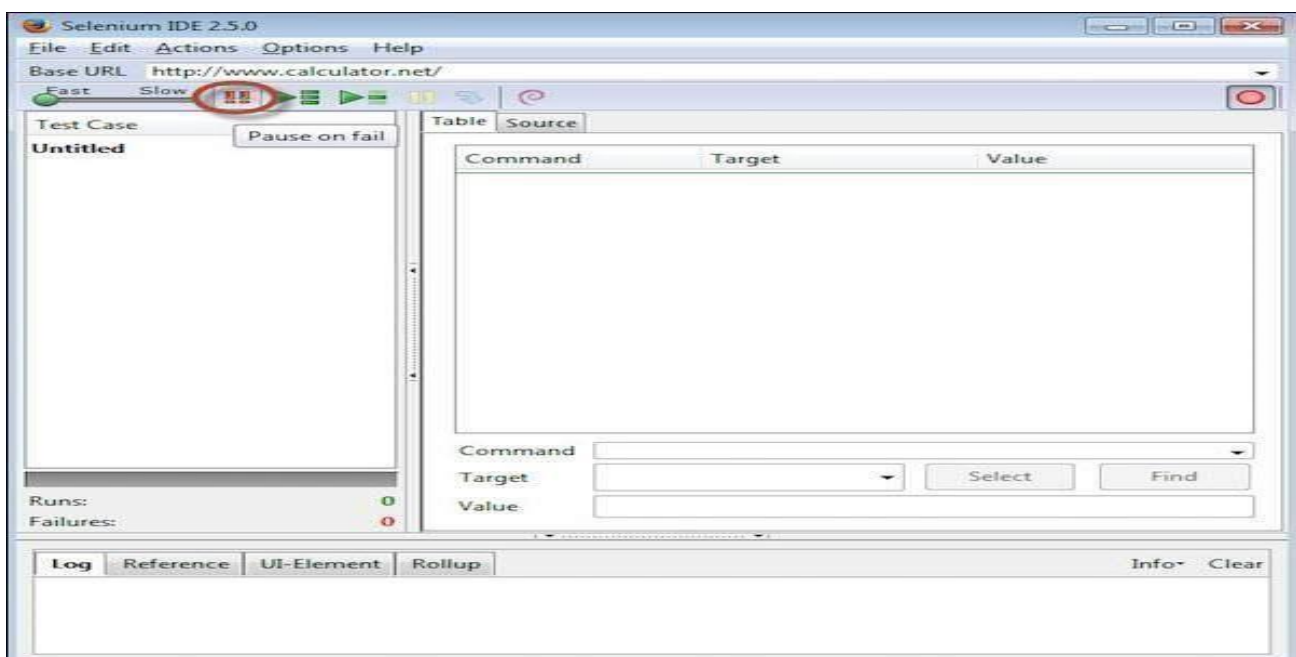 Selenium IDE 2.5.0
File Edit Actions Options Help
Base URL http://www.calculator.net/
Fast Slow
Pause on fail
Test Case
Untitled
Table Source
Command Target Value
Command
Target Select Find
Value
Runs: 0
Failures: 0
Log Reference UI-Element Rollup Info Clear